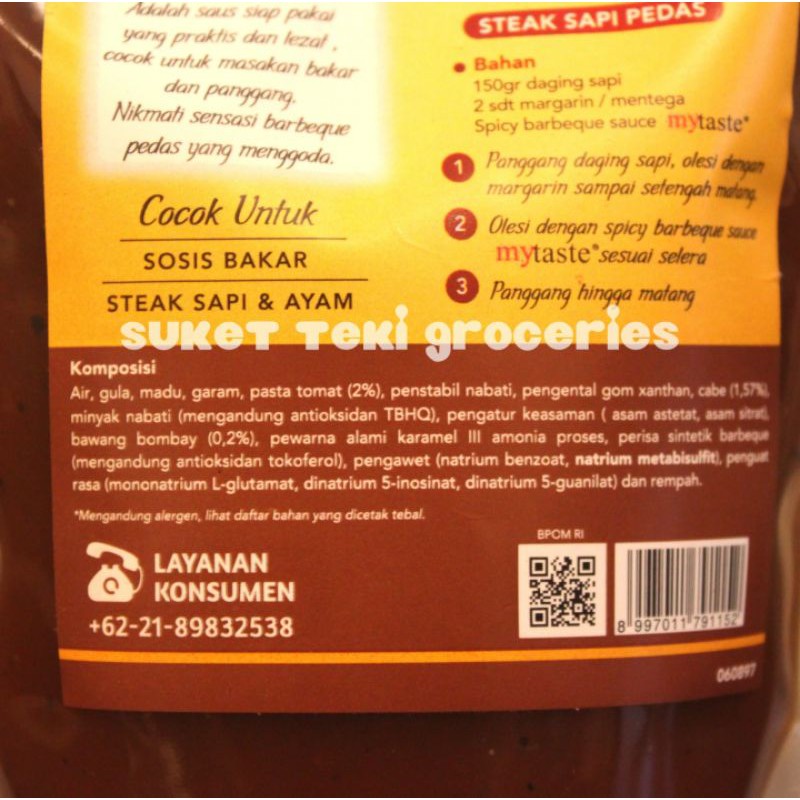 Adalah saus siap pakai
yang praktis dan lezat,
cocok untuk masakan bakar
dan panggang.
Nikmati sensasi barbeque
pedas yang menggoda.
Cocok Untuk
SOSIS BAKAR
STEAK SAPI & AYAM
STEAK SAPI PEDAS
• Bahan
150gr daging sapi
2 sdt margarin / mentega
Spicy barbeque sauce mytaste®
1 Panggang daging sapi, olesi dengan
margarin sampai setengah matang.
2 Olesi dengan spicy barbeque sauce
mytaste® sesuai selera
3 Panggang hingga matang
SUKET TEKI GROCERIES
Komposisi
Air, gula, madu, garam, pasta tomat (2%), penstabil nabati, pengental gom xanthan, cabe (1,57%),
minyak nabati (mengandung antioksidan TBHQ), pengatur keasaman ( asam astetat, asam sitrat),
bawang bombay (0,2%), pewarna alami karamel III amonia proses, perisa sintetik barbeque
(mengandung antioksidan tokoferol), pengawet (natrium benzoat, natrium metabisulfit), penguat
rasa (mononatrium L-glutamat, dinatrium 5-inosinat, dinatrium 5-guanilat) dan rempah.
*Mengandung alergen, lihat daftar bahan yang dicetak tebal.
LAYANAN
KONSUMEN
+62-21-89832538
BPOM RI
8 997011 791152
060897